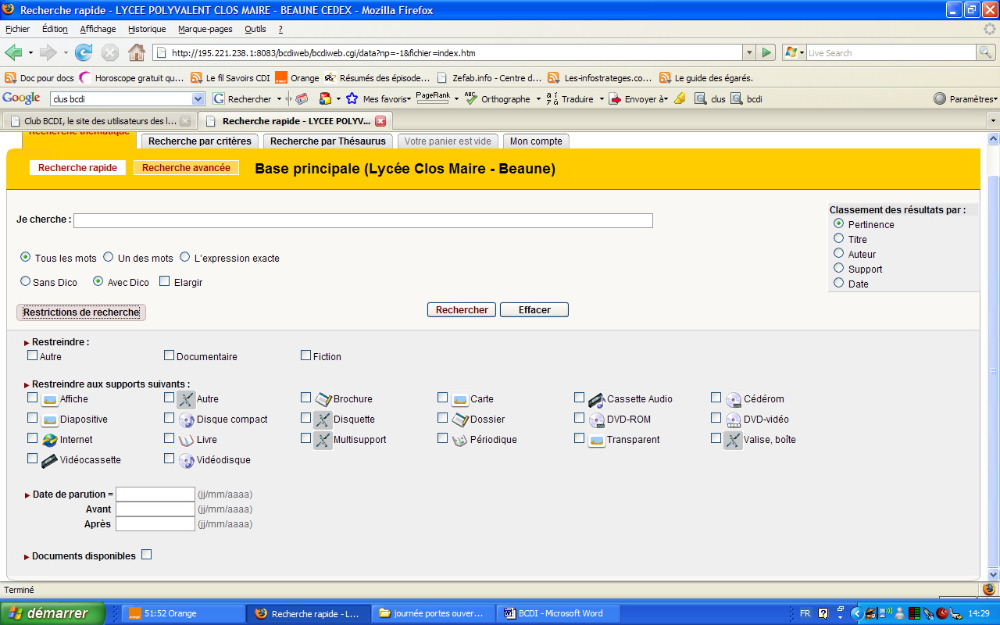 Recherche rapide - LYCEE POLYVALENT CLOS MAIRE - BEAUNE CEDEX - Mozilla Firefox
Fichier Édition Affichage Historique Marque-pages Outils ?
http://195.221.238.1:8083/bcdiweb/bcdiweb.cgi/data?np=-1&fichier=index.htm Live Search
Doc pour docs Horoscope gratuit qu... Le fil Savoirs CDI Orange Résumés des épisode... Zefab.info - Centre d... Les-infostrateges.co... Le guide des égarés.
Google clus bcdi Rechercher Mes favoris PageRank ABC Orthographe Traduire Envoyer à clus bcdi Paramètres
Club BCDI, le site des utilisateurs des l... Recherche rapide - LYCEE POLYV...
Recherche thématique Recherche par critères Recherche par Thésaurus Votre panier est vide Mon compte
Recherche rapide Recherche avancée Base principale (Lycée Clos Maire - Beaune)
Je cherche :
Classement des résultats par :
Pertinence
Titre
Auteur
Support
Date
Tous les mots Un des mots L'expression exacte
Sans Dico Avec Dico Elargir
Restrictions de recherche Rechercher Effacer
Restreindre :
Autre Documentaire Fiction
Restreindre aux supports suivants :
Affiche Autre Brochure Carte Cassette Audio Cédérom
Diapositive Disque compact Disquette Dossier DVD-ROM DVD-vidéo
Internet Livre Multisupport Périodique Transparent Valise, boîte
Vidéocassette Vidéodisque
Date de parution = (jj/mm/aaaa)
Avant (jj/mm/aaaa)
Après (jj/mm/aaaa)
Documents disponibles
Terminé
démarrer 51:52 Orange Recherche rapide - L... journée portes ouver... BCDI - Microsoft Word FR 14:29